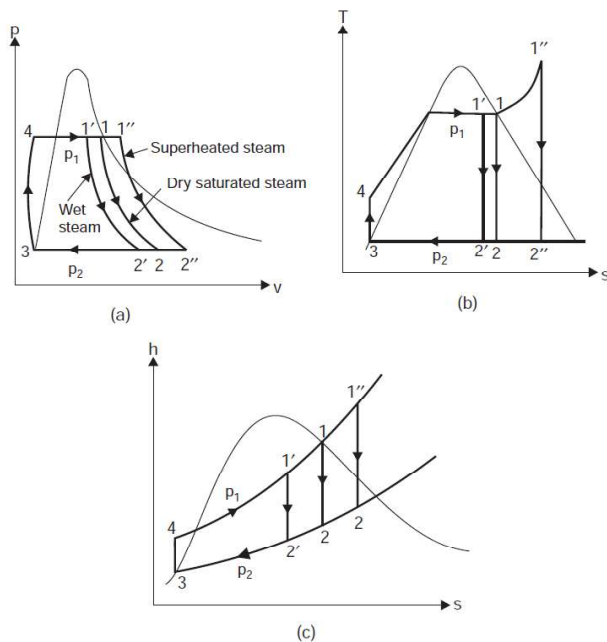 p
4
1′ 1 1″
p1
Superheated steam
Dry saturated steam
Wet
steam
3
p2
2′ 2 2″
v
(a)
T
1″
1′ 1
p1
4
3
p2
2′ 2 2″
s
(b)
h
1″
1
1′
p1
4
2
2
2′
p2
3
s
(c)